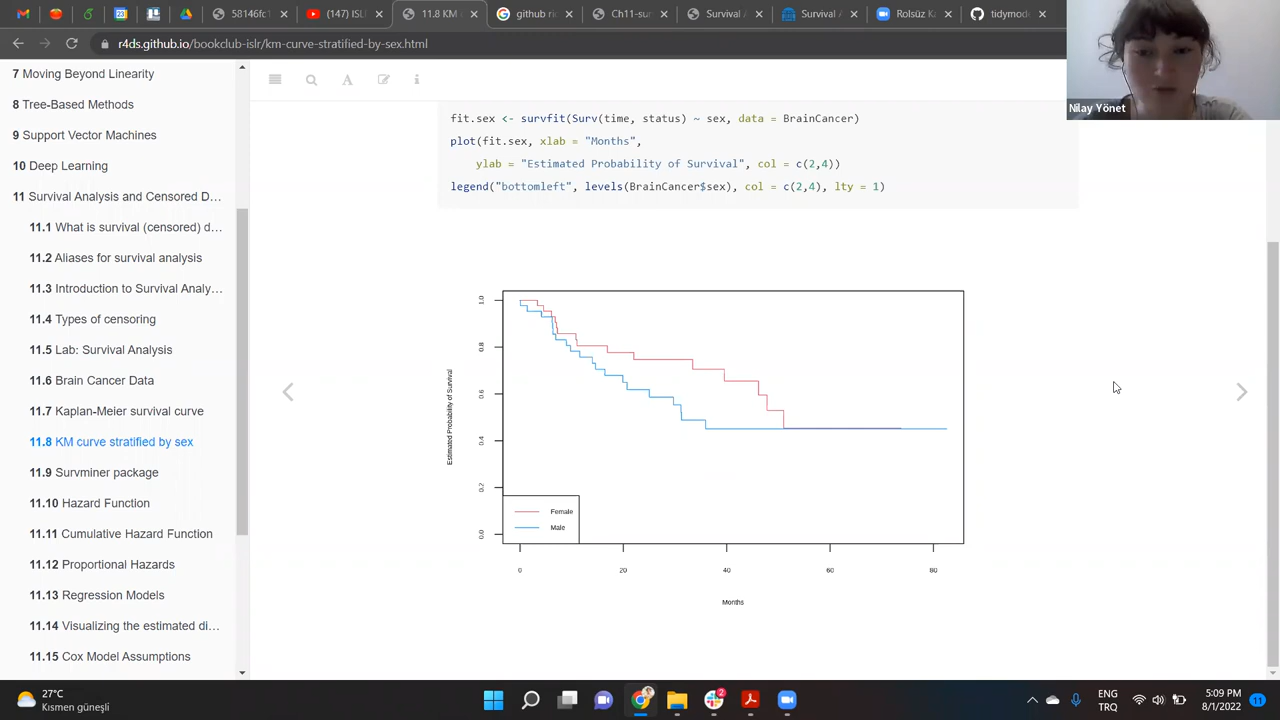 58146fc1
(147) ISLI
11.8 KM
github ri
Ch11-sur
Survival A
Survival A
Rolsüz Ka
tidymode
r4ds.github.io/bookclub-islr/km-curve-stratified-by-sex.html
Nilay Yönet
7 Moving Beyond Linearity
8 Tree-Based Methods
9 Support Vector Machines
10 Deep Learning
11 Survival Analysis and Censored D…
11.1 What is survival (censored) d…
11.2 Aliases for survival analysis
11.3 Introduction to Survival Analy…
11.4 Types of censoring
11.5 Lab: Survival Analysis
11.6 Brain Cancer Data
11.7 Kaplan-Meier survival curve
11.8 KM curve stratified by sex
11.9 Survminer package
11.10 Hazard Function
11.11 Cumulative Hazard Function
11.12 Proportional Hazards
11.13 Regression Models
11.14 Visualizing the estimated di…
11.15 Cox Model Assumptions
fit.sex <- survfit(Surv(time, status) ~ sex, data = BrainCancer)
plot(fit.sex, xlab = "Months",
ylab = "Estimated Probability of Survival", col = c(2,4))
legend("bottomleft", levels(BrainCancer$sex), col = c(2,4), lty = 1)
Estimated Probability of Survival
1.0
0.8
0.6
0.4
0.2
0.0
Female
Male
0 20 40 60 80
Months
27°C
Kısmen güneşli
2
ENG
TRQ
5:09 PM
8/1/2022
11